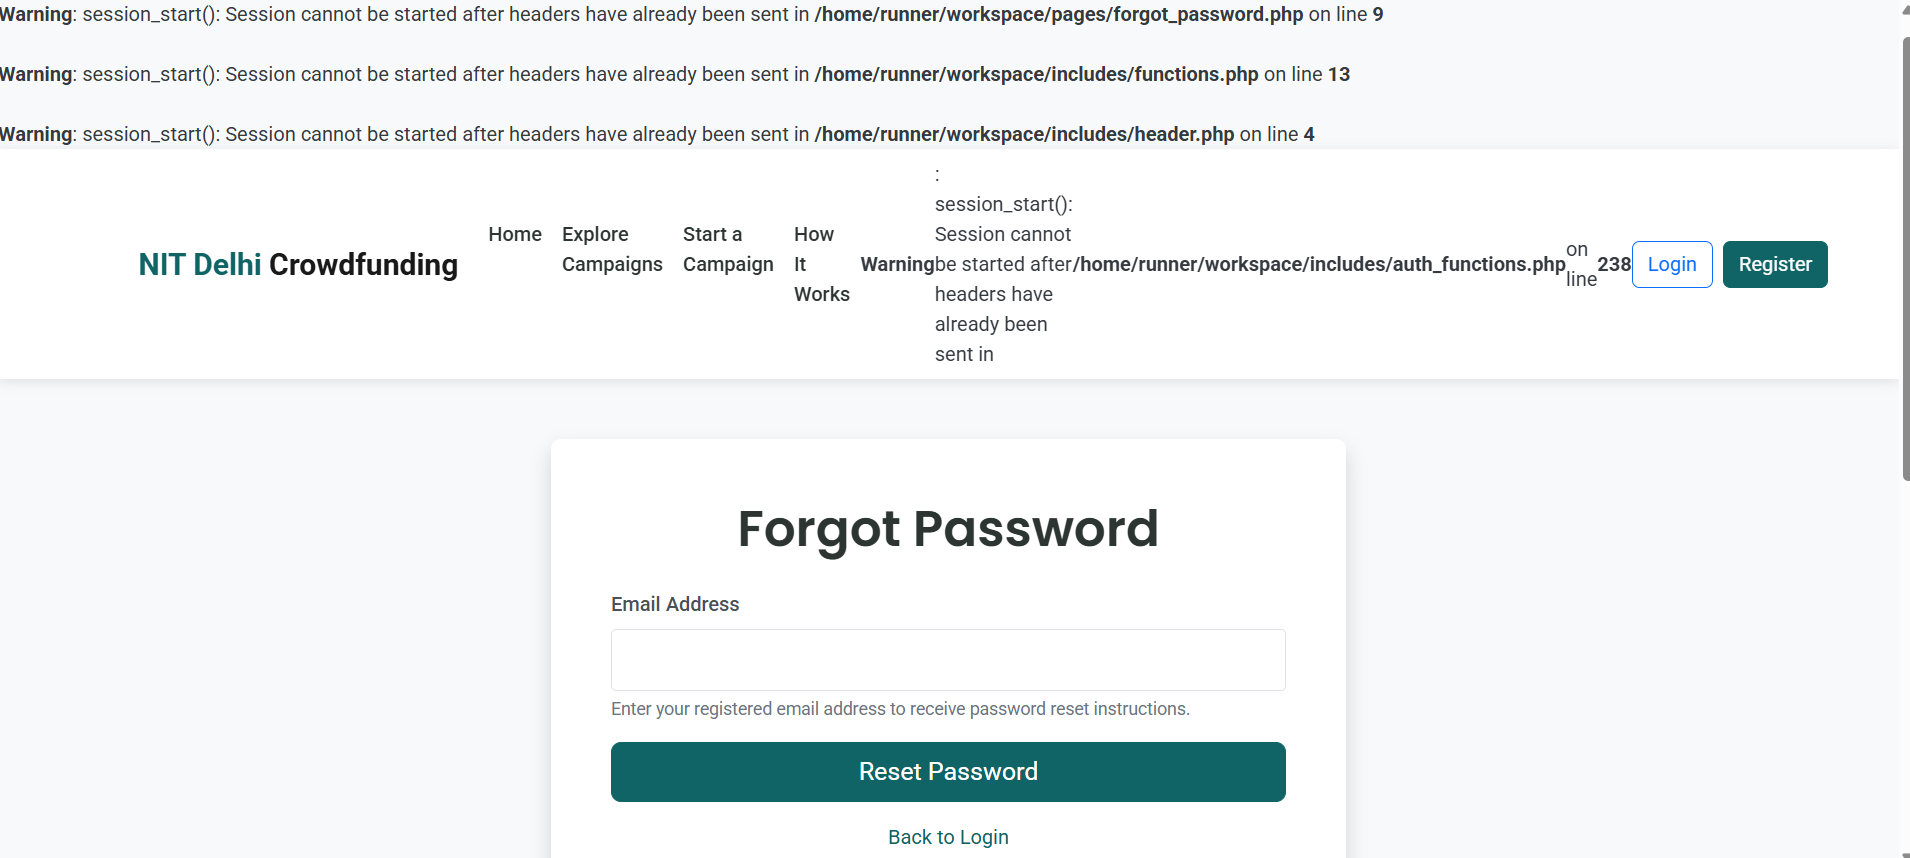 Warning: session_start(): Session cannot be started after headers have already been sent in /home/runner/workspace/pages/forgot_password.php on line 9
Warning: session_start(): Session cannot be started after headers have already been sent in /home/runner/workspace/includes/functions.php on line 13
Warning: session_start(): Session cannot be started after headers have already been sent in /home/runner/workspace/includes/header.php on line 4
NIT Delhi Crowdfunding
Home
Explore
Campaigns
Start a
Campaign
How
It
Works
Warning
:
session_start():
Session cannot
be started after
headers have
already been
sent in
/home/runner/workspace/includes/auth_functions.php
on
line
238
Login
Register
Forgot Password
Email Address
Enter your registered email address to receive password reset instructions.
Reset Password
Back to Login